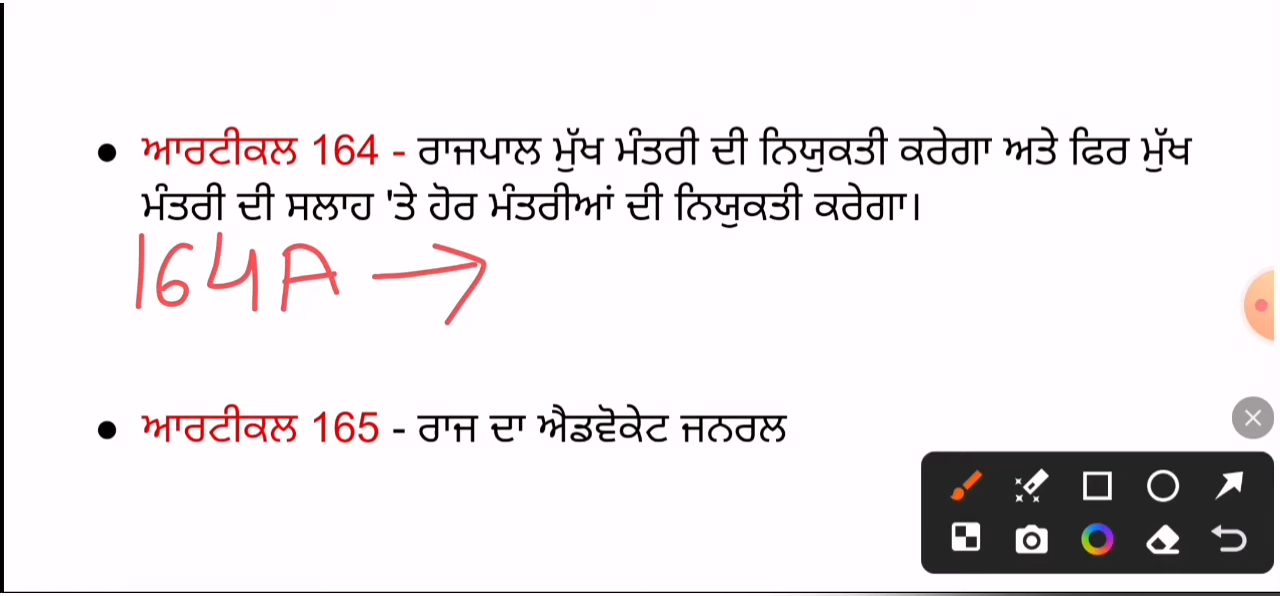 • ਆਰਟੀਕਲ 164 - ਰਾਜਪਾਲ ਮੁੱਖ ਮੰਤਰੀ ਦੀ ਨਿਯੁਕਤੀ ਕਰੇਗਾ ਅਤੇ ਫਿਰ ਮੁੱਖ
ਮੰਤਰੀ ਦੀ ਸਲਾਹ 'ਤੇ ਹੋਰ ਮੰਤਰੀਆਂ ਦੀ ਨਿਯੁਕਤੀ ਕਰੇਗਾ।
164A →
• ਆਰਟੀਕਲ 165 - ਰਾਜ ਦਾ ਐਡਵੋਕੇਟ ਜਨਰਲ